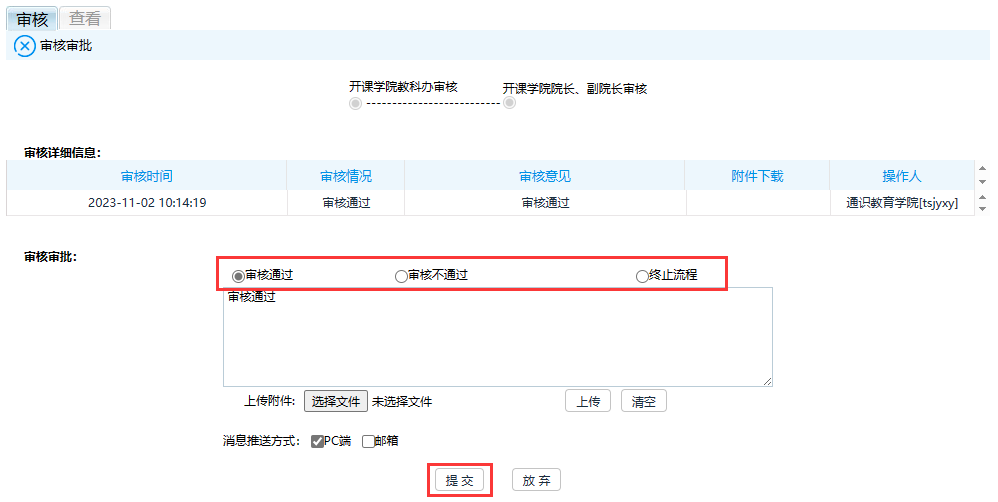 审核 查看
审核审批
开课学院教科办审核 开课学院院长、副院长审核
审核详细信息：
审核时间 审核情况 审核意见 附件下载 操作人
2023-11-02 10:14:19 审核通过 审核通过 通识教育学院[tsjyxy]
审核审批：
审核通过 审核不通过 终止流程
审核通过
上传附件: 选择文件 未选择文件 上传 清空
消息推送方式: PC端 邮箱
提 交 放 弃